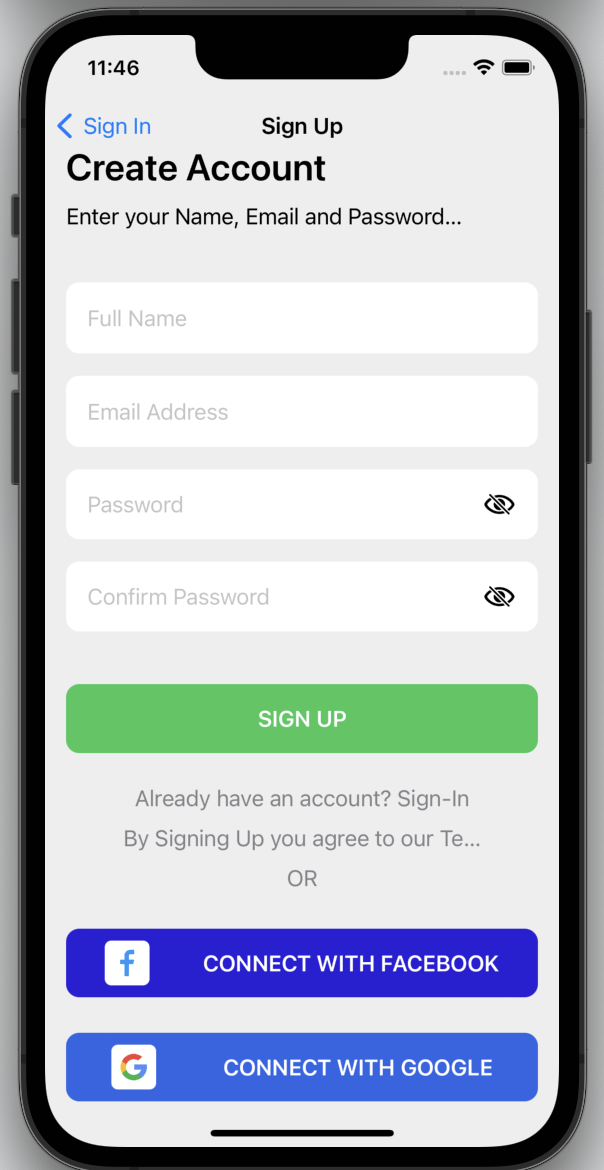 11:46
Sign In
Sign Up
Create Account
Enter your Name, Email and Password...
Full Name
Email Address
Password
Confirm Password
SIGN UP
Already have an account? Sign-In
By Signing Up you agree to our Te...
OR
f CONNECT WITH FACEBOOK
G CONNECT WITH GOOGLE